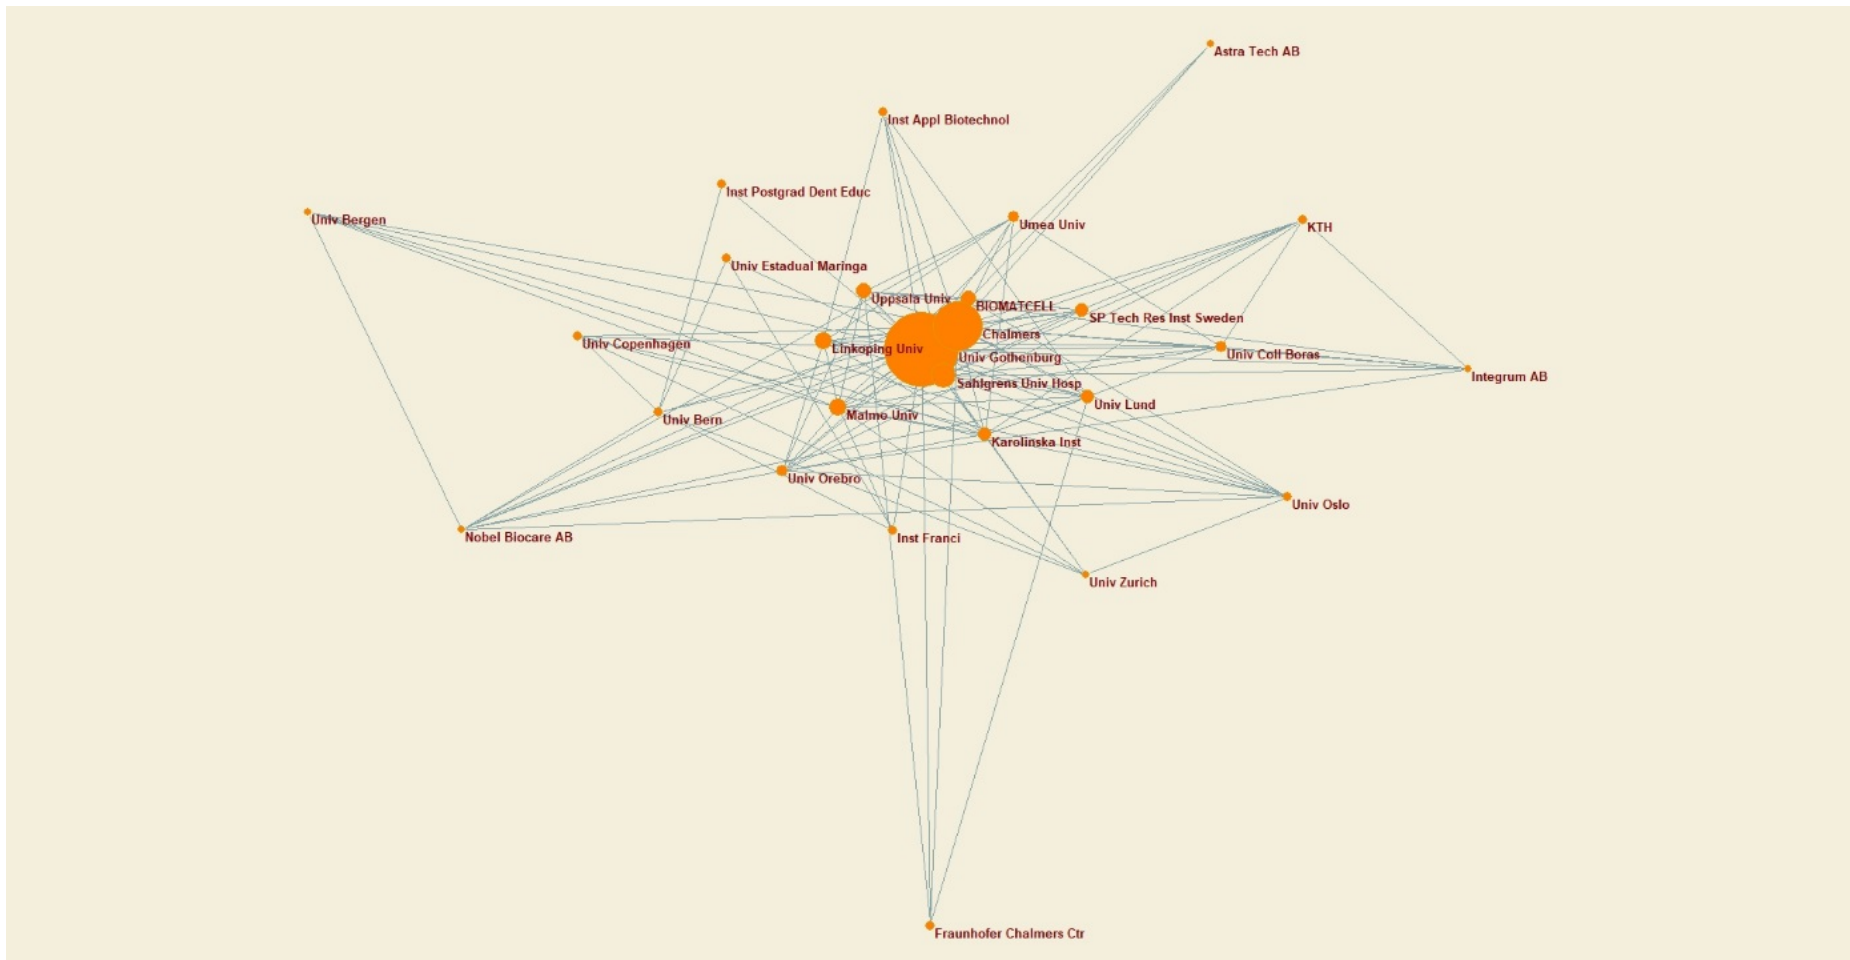 Astra Tech AB
Inst Appl Biotechnol
Inst Postgrad Dent Educ
Univ Bergen
Umea Univ
KTH
Univ Estadual Maringa
Uppsala Univ
BIOMATCELL
SP Tech Res Inst Sweden
Chalmers
Univ Copenhagen
Linkoping Univ
Univ Gothenburg
Univ Coll Boras
Integrum AB
Sahlgrens Univ Hosp
Univ Lund
Malmo Univ
Univ Bern
Karolinska Inst
Univ Orebro
Univ Oslo
Nobel Biocare AB
Inst Franci
Univ Zurich
Fraunhofer Chalmers Ctr